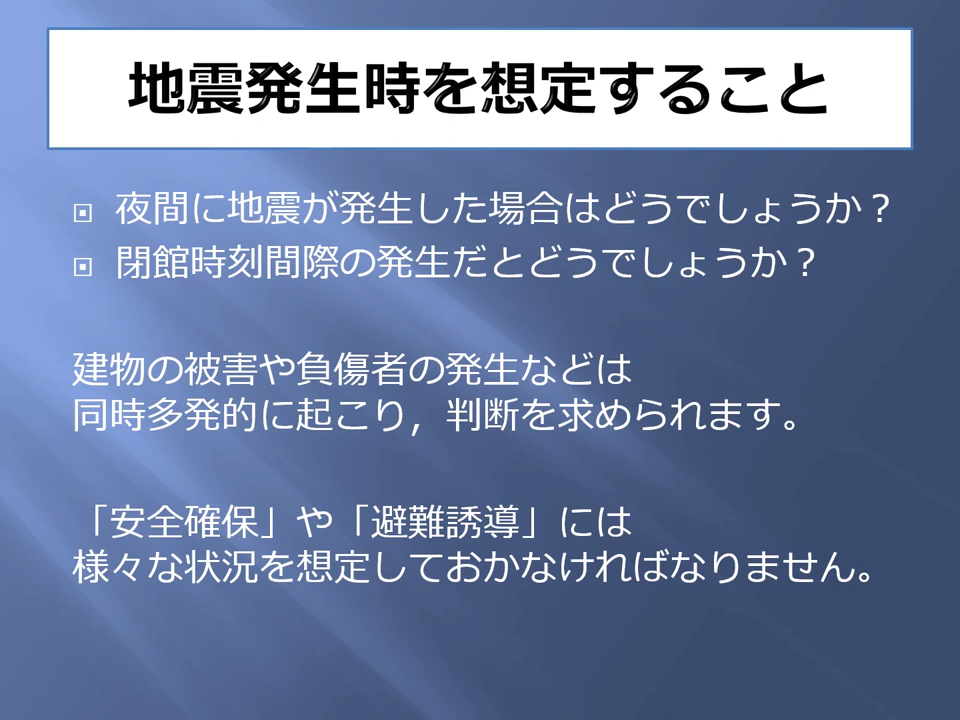 地震発生時を想定すること
夜間に地震が発生した場合はどうでしょうか？
閉館時刻間際の発生だとどうでしょうか？
建物の被害や負傷者の発生などは
同時多発的に起こり，判断を求められます。
「安全確保」や「避難誘導」には
様々な状況を想定しておかなければなりません。